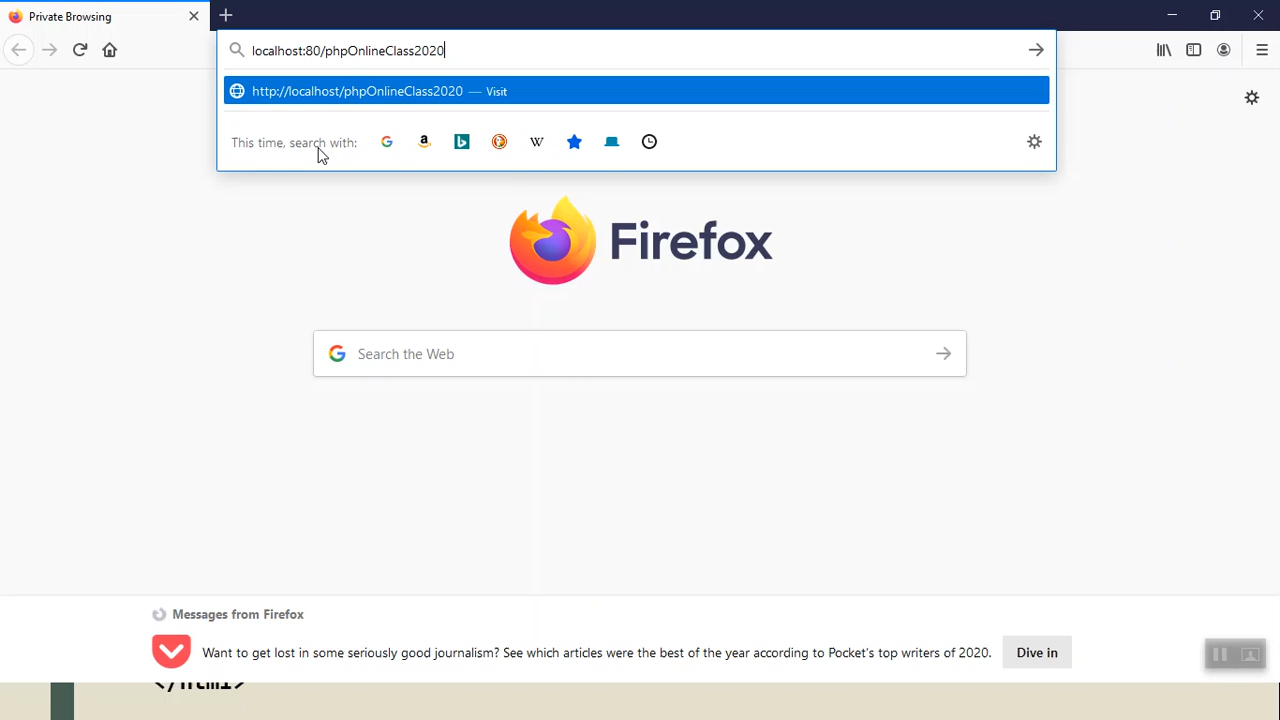 Private Browsing
localhost:80/phpOnlineClass2020
http://localhost/phpOnlineClass2020 — Visit
This time, search with:
Firefox
Search the Web
Messages from Firefox
Want to get lost in some seriously good journalism? See which articles were the best of the year according to Pocket's top writers of 2020.
Dive in
</html>